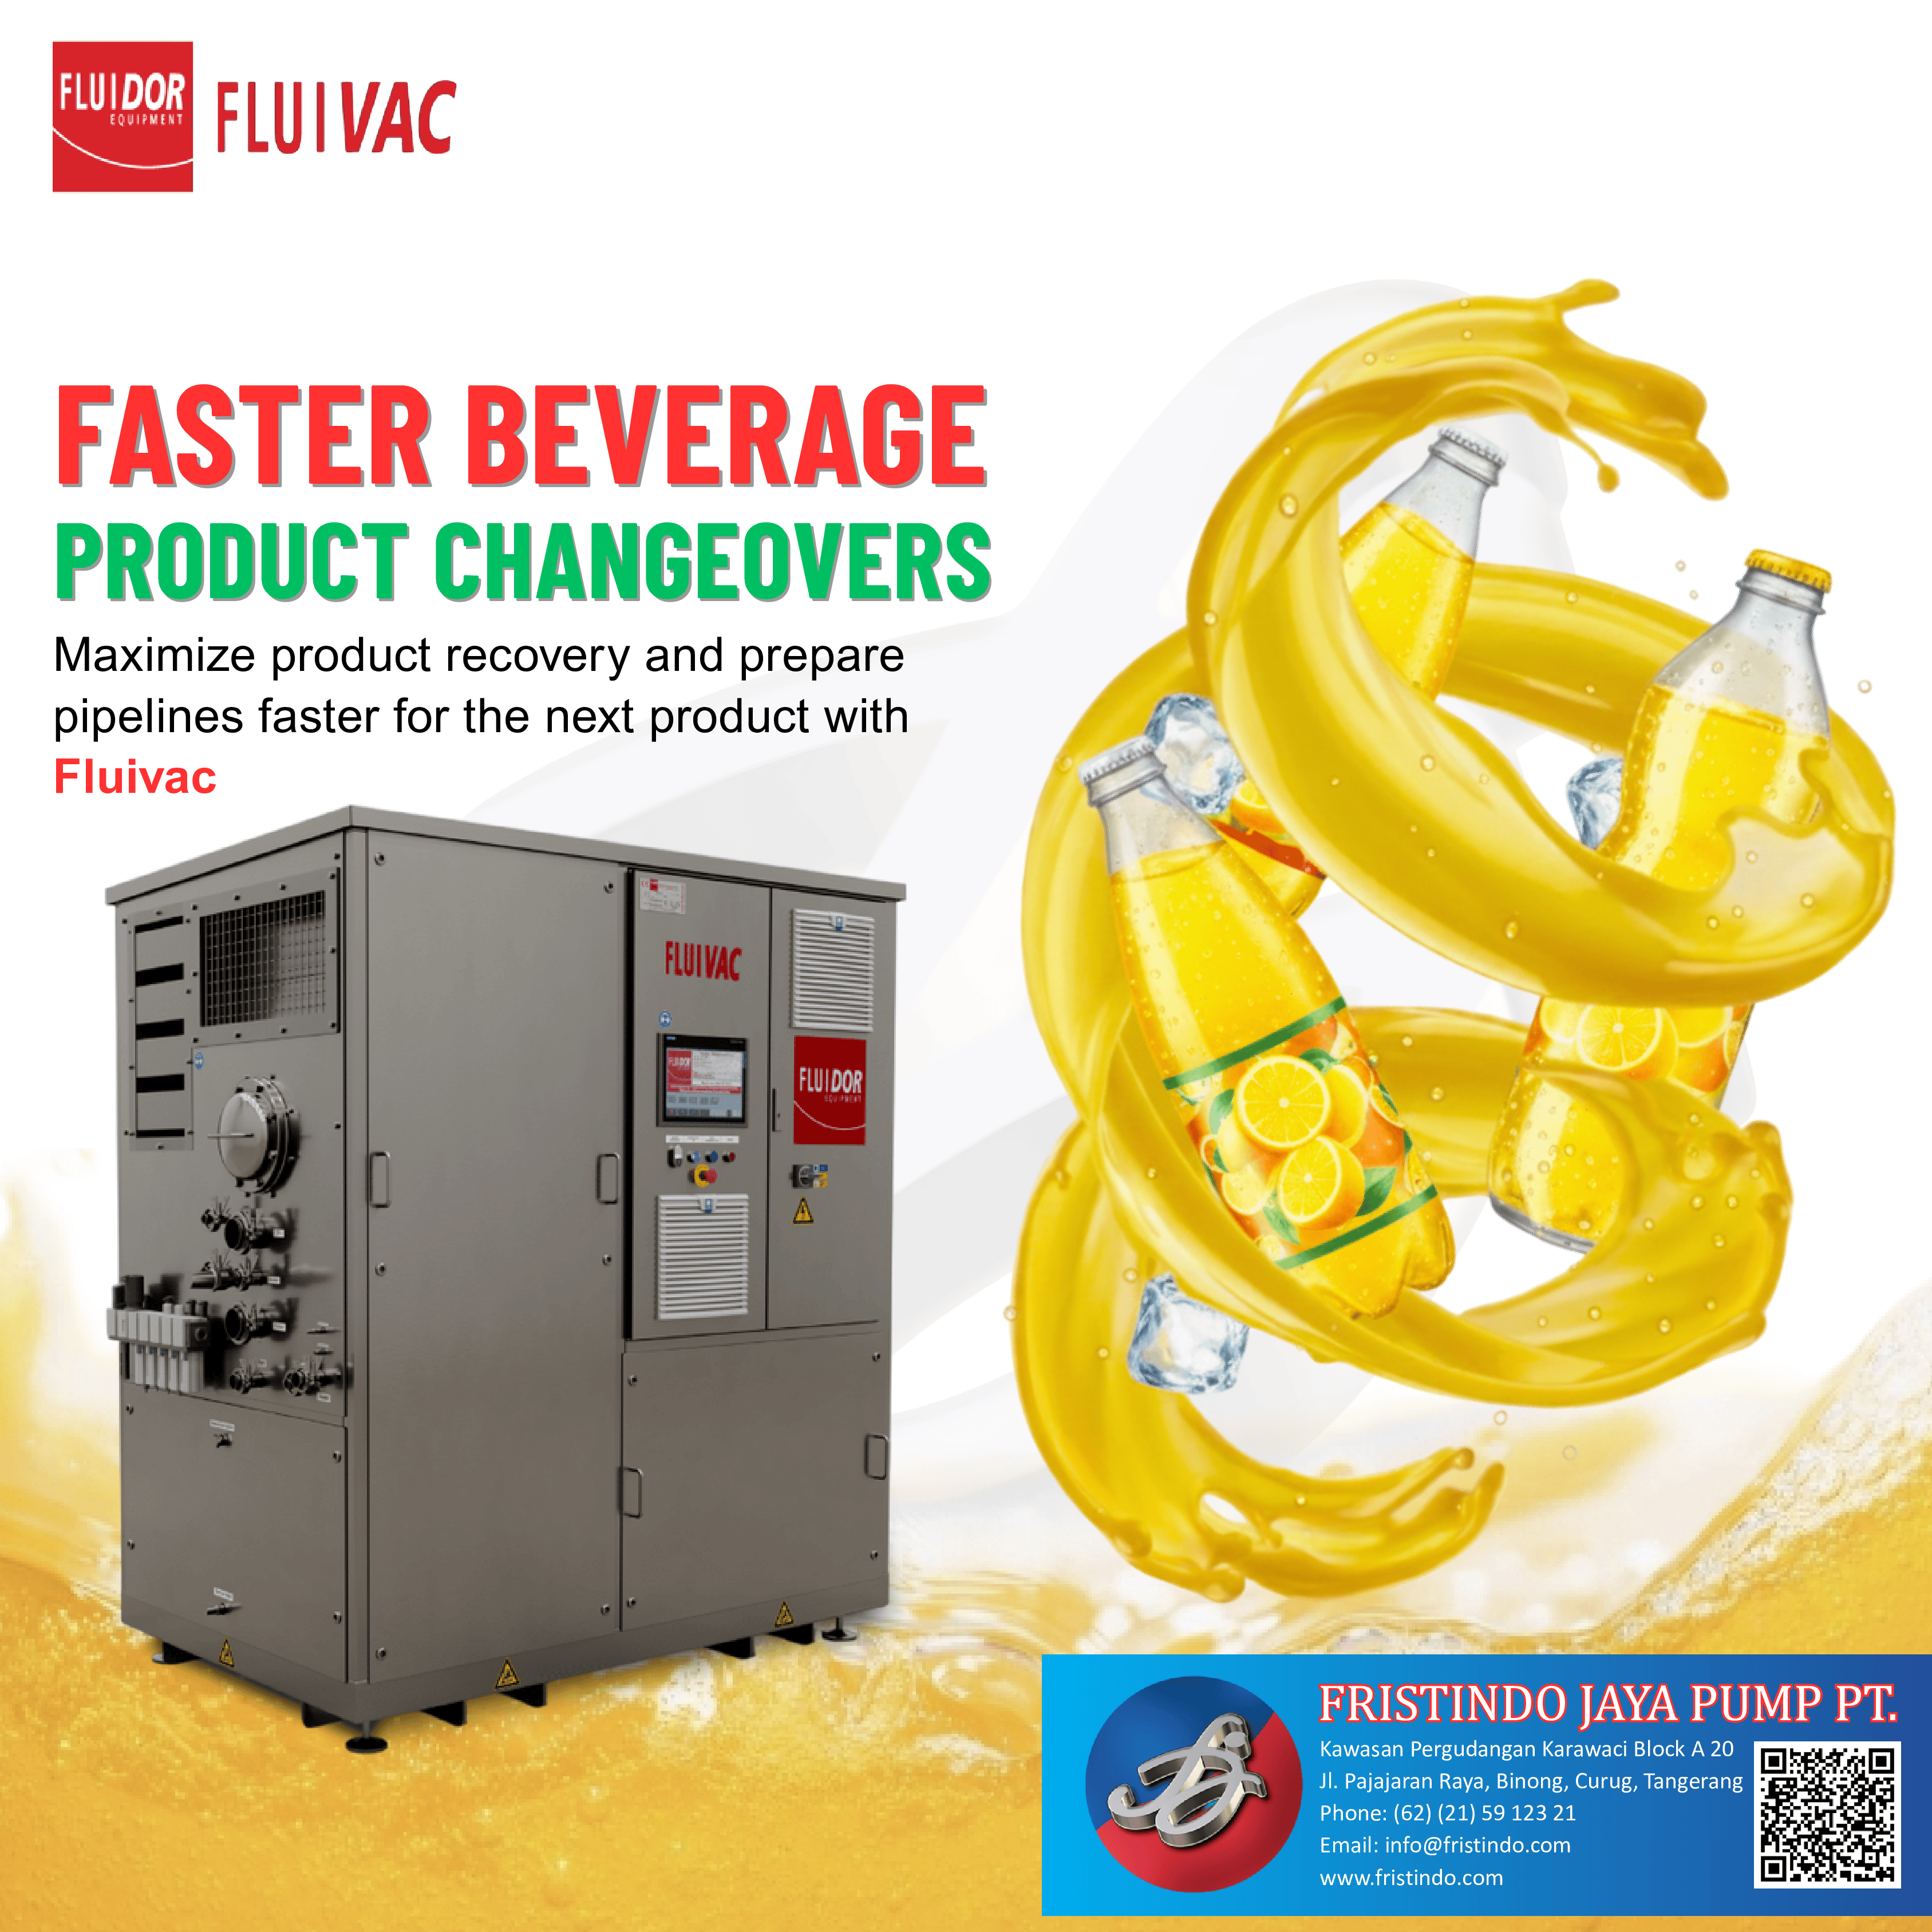 FLUIDOR
EQUIPMENT
FLUIVAC
FASTER BEVERAGE
PRODUCT CHANGEOVERS
Maximize product recovery and prepare
pipelines faster for the next product with
Fluivac
FLUIVAC
FLUIDOR
FLUIDOR
EQUIPMENT
FRISTINDO JAYA PUMP PT.
Kawasan Pergudangan Karawaci Block A 20
Jl. Pajajaran Raya, Binong, Curug, Tangerang
Phone: (62) (21) 59 123 21
Email: info@fristindo.com
www.fristindo.com